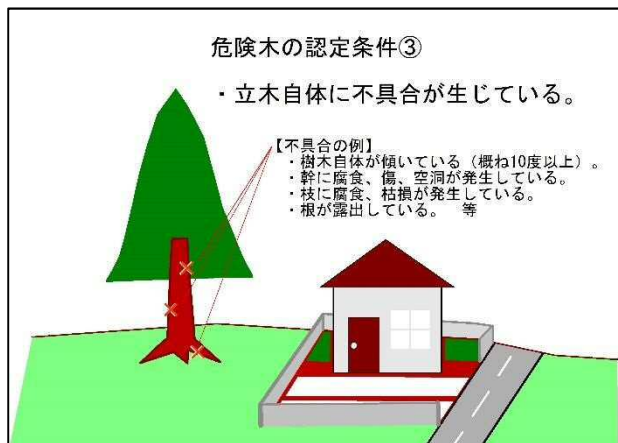 危険木の認定条件③
・立木自体に不具合が生じている。
【不具合の例】
・樹木自体が傾いている（概ね10度以上）。
・幹に腐食、傷、空洞が発生している。
・枝に腐食、枯損が発生している。
・根が露出している。　等